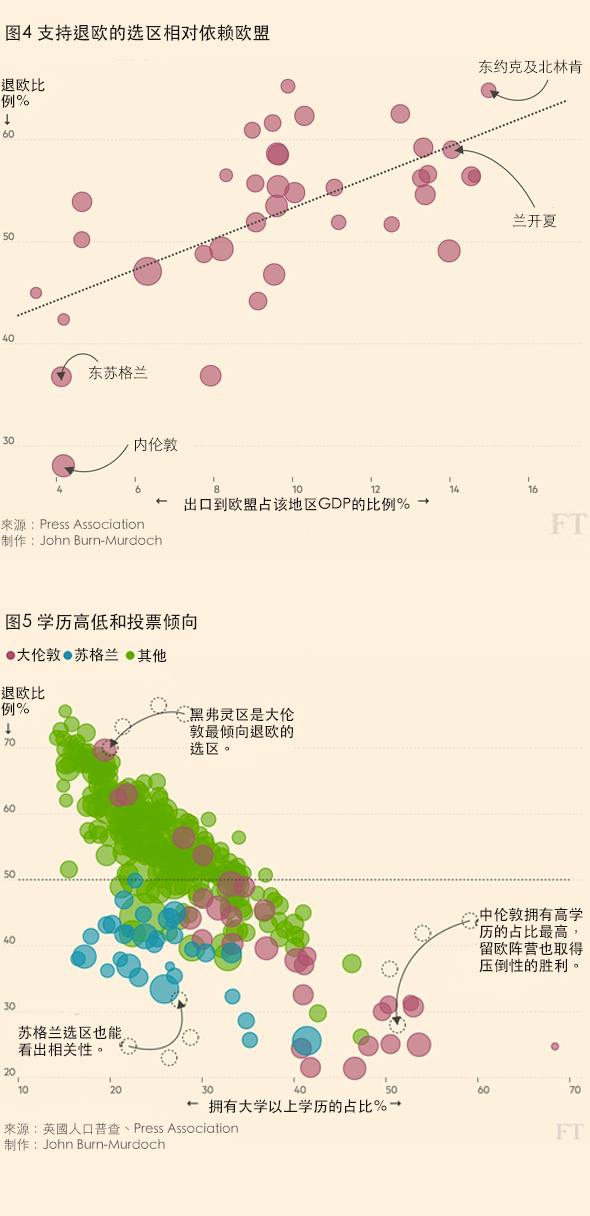 图4 支持退欧的选区相对依赖欧盟
退欧比
例%
↓
东约克及北林肯
60
兰开夏
50
40
东苏格兰
内伦敦
30
4 6 8 10 12 14 16
← 出口到欧盟占该地区GDP的比例% →
來源：Press Association
制作：John Burn-Murdoch
FT
图5 学历高低和投票倾向
大伦敦 苏格兰 其他
退欧比
例%
↓
黑弗灵区是大伦
敦最倾向退欧的
选区。
70
60
50
中伦敦拥有高学
历的占比最高，
留欧阵营也取得
压倒性的胜利。
40
30
苏格兰选区也能
看出相关性。
20
10 20 30 40 50 60 70
← 拥有大学以上学历的占比% →
來源：英國人口普查、Press Association
制作：John Burn-Murdoch
FT